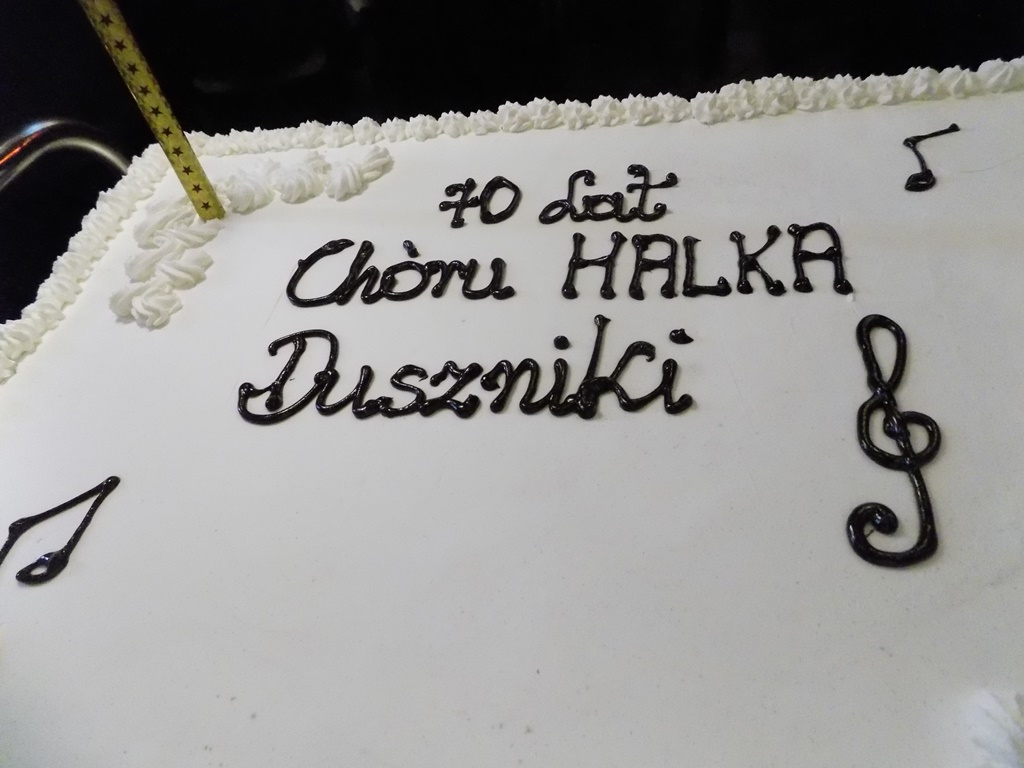 70 Lat
Chòru HALKA
Duszniki